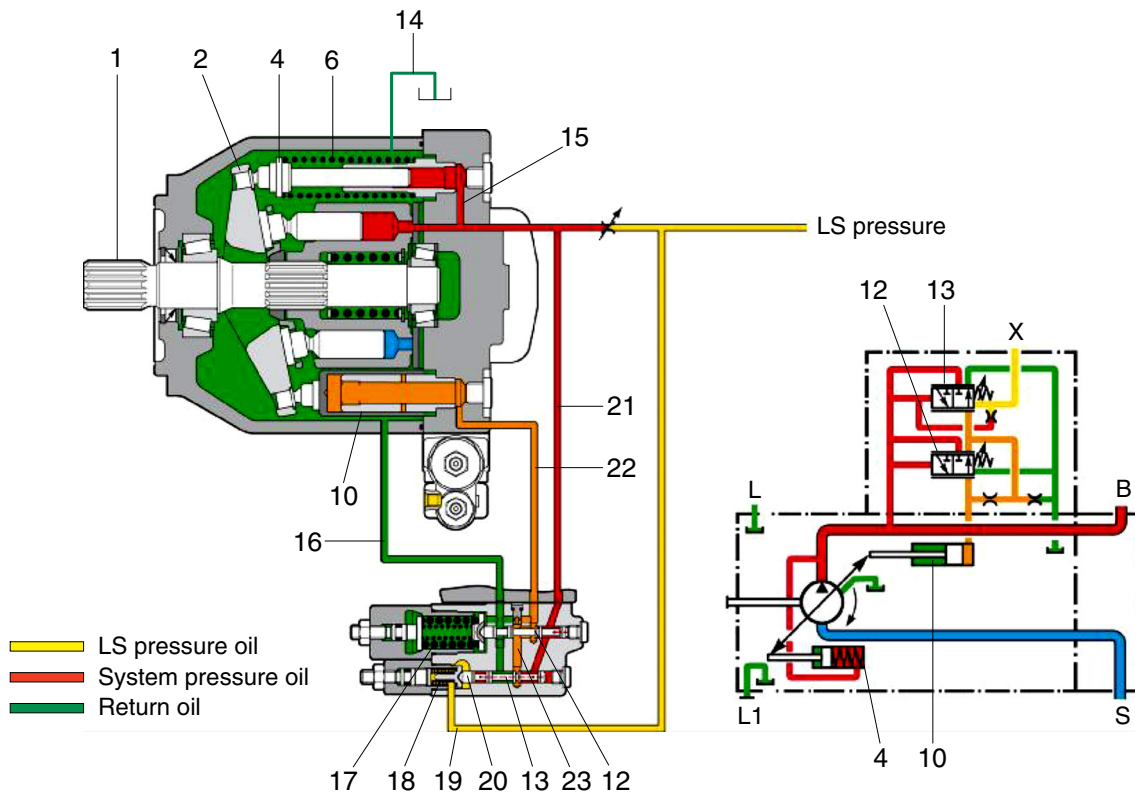 14
1 2 4 6
15
LS pressure
12 13
X
21
10
22
L
B
16
10
LS pressure oil
System pressure oil
Return oil
L1
S
17 18 19 20 13 23 12
4 10